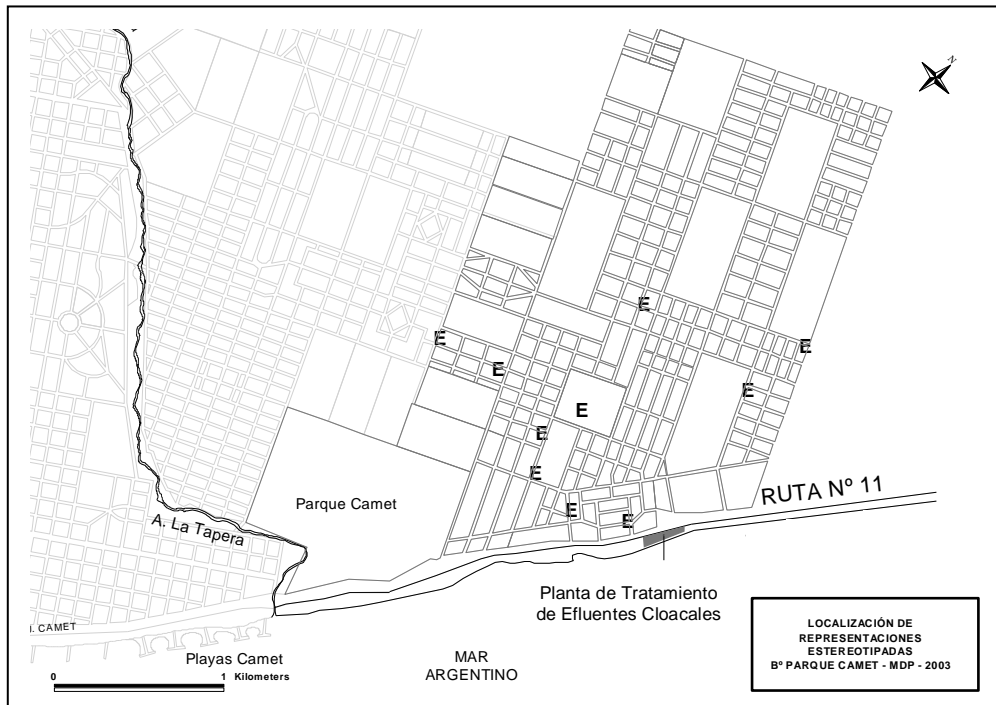 N
E
E
E
E
E
E
E
E
E
E
Parque Camet
RUTA Nº 11
A. La Tapera
Planta de Tratamiento
de Efluentes Cloacales
CAMET
Playas Camet
MAR
ARGENTINO
0 1 Kilometers
LOCALIZACIÓN DE
REPRESENTACIONES
ESTEREOTIPADAS
Bº PARQUE CAMET - MDP - 2003